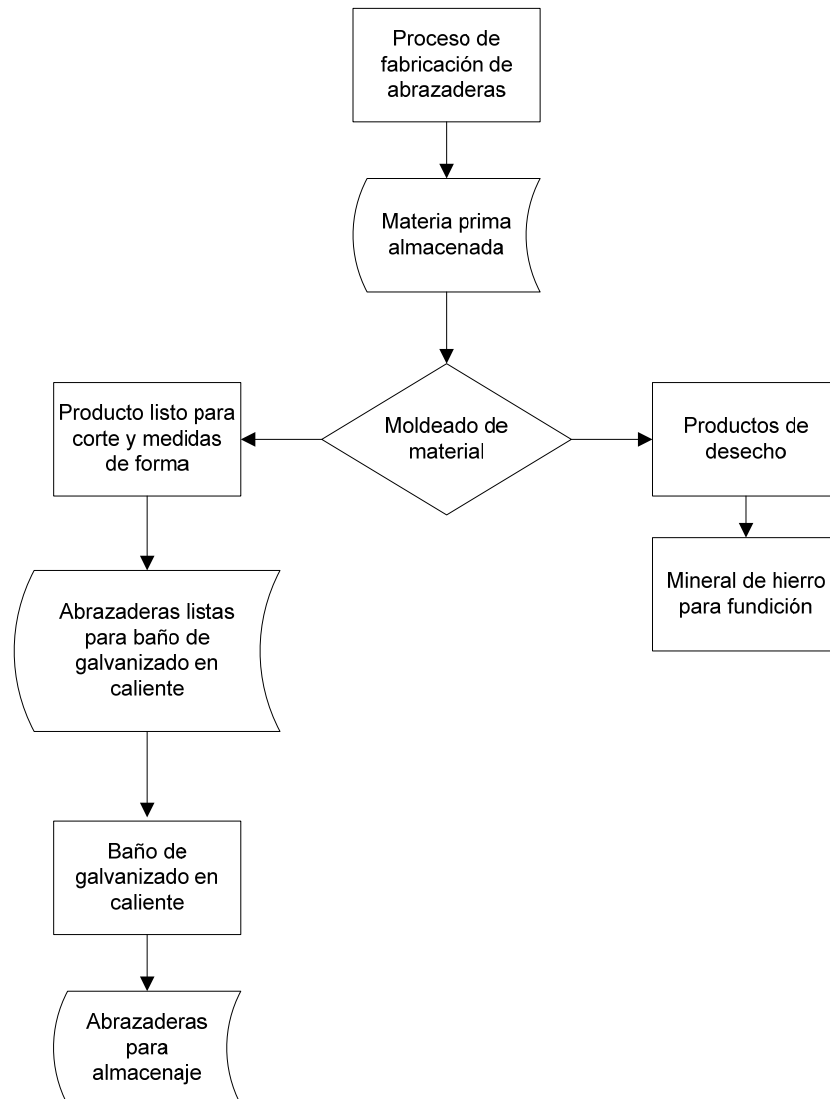 Proceso de
fabricación de
abrazaderas
Materia prima
almacenada
Moldeado de
material
Producto listo para
corte y medidas
de forma
Productos de
desecho
Mineral de hierro
para fundición
Abrazaderas listas
para baño de
galvanizado en
caliente
Baño de
galvanizado en
caliente
Abrazaderas
para
almacenaje